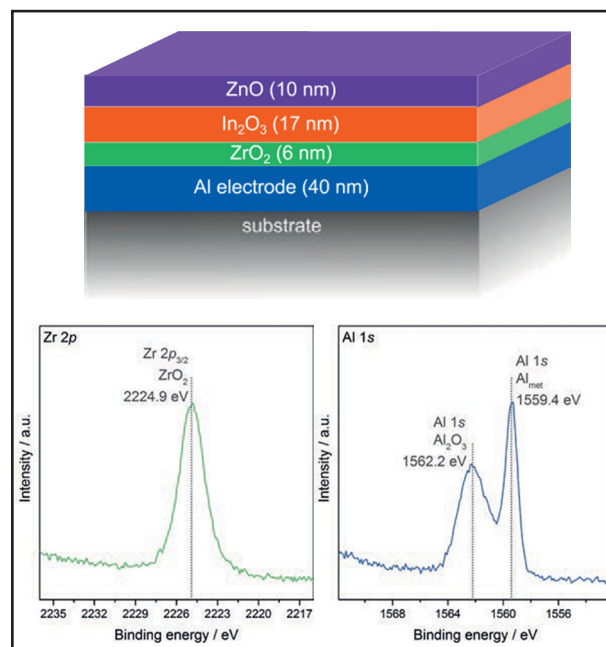 ZnO (10 nm)
In₂O₃ (17 nm)
ZrO₂ (6 nm)
Al electrode (40 nm)
substrate
Zr 2p
Zr 2p₃/₂
ZrO₂
2224.9 eV
Intensity / a.u.
2235 2232 2229 2226 2223 2220 2217
Binding energy / eV
Al 1s
Al 1s
Al₂O₃
1562.2 eV
Al 1s
Alₘₑₜ
1559.4 eV
Intensity / a.u.
1568 1564 1560 1556
Binding energy / eV